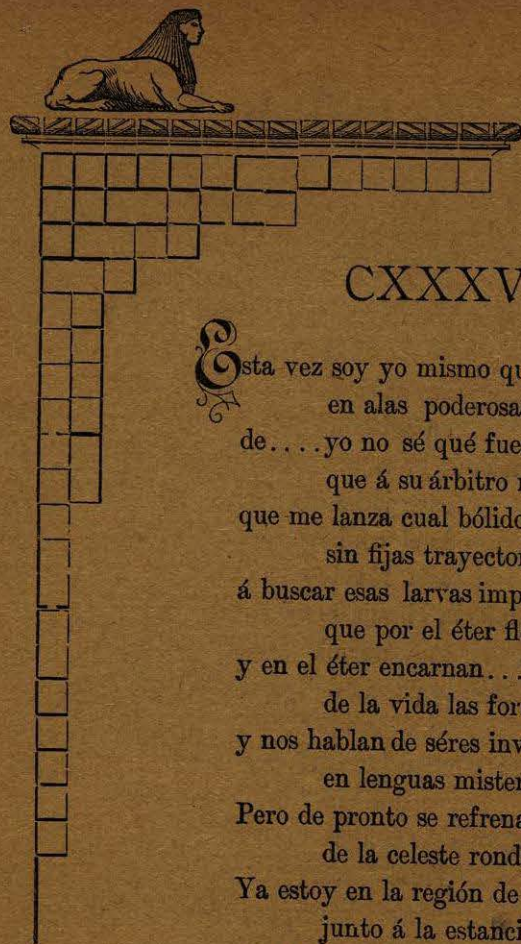 CXXXV
Esta vez soy yo mismo qu
en alas poderosa
de....yo no sé qué fue
que á su árbitro
que me lanza cual bólido
sin fijas trayector
á buscar esas larvas imp
que por el éter fl
y en el éter encarnan...
de la vida las for
y nos hablan de séres inv
en lenguas mister
Pero de pronto se refrena
de la celeste rond
Ya estoy en la región de
junto á la estanci